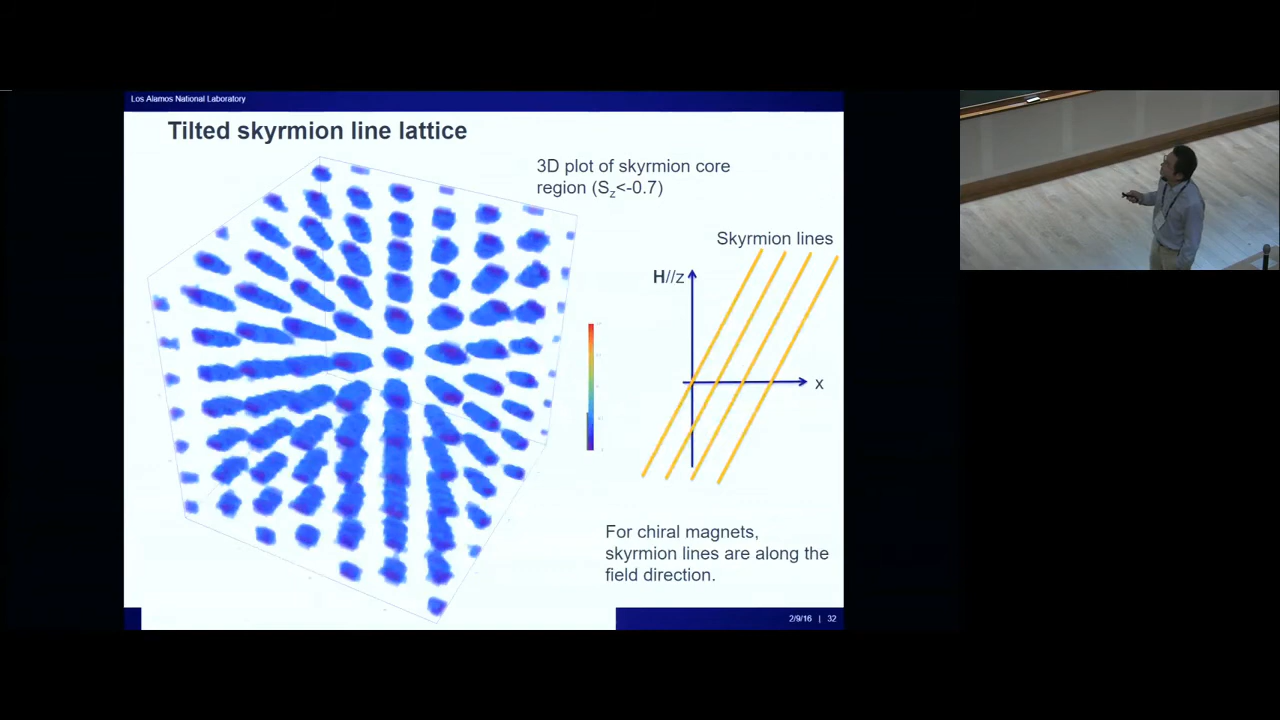 Los Alamos National Laboratory
Tilted skyrmion line lattice
3D plot of skyrmion core
region (Sz<-0.7)
Skyrmion lines
H//z
x
For chiral magnets,
skyrmion lines are along the
field direction.
2/9/16 | 32